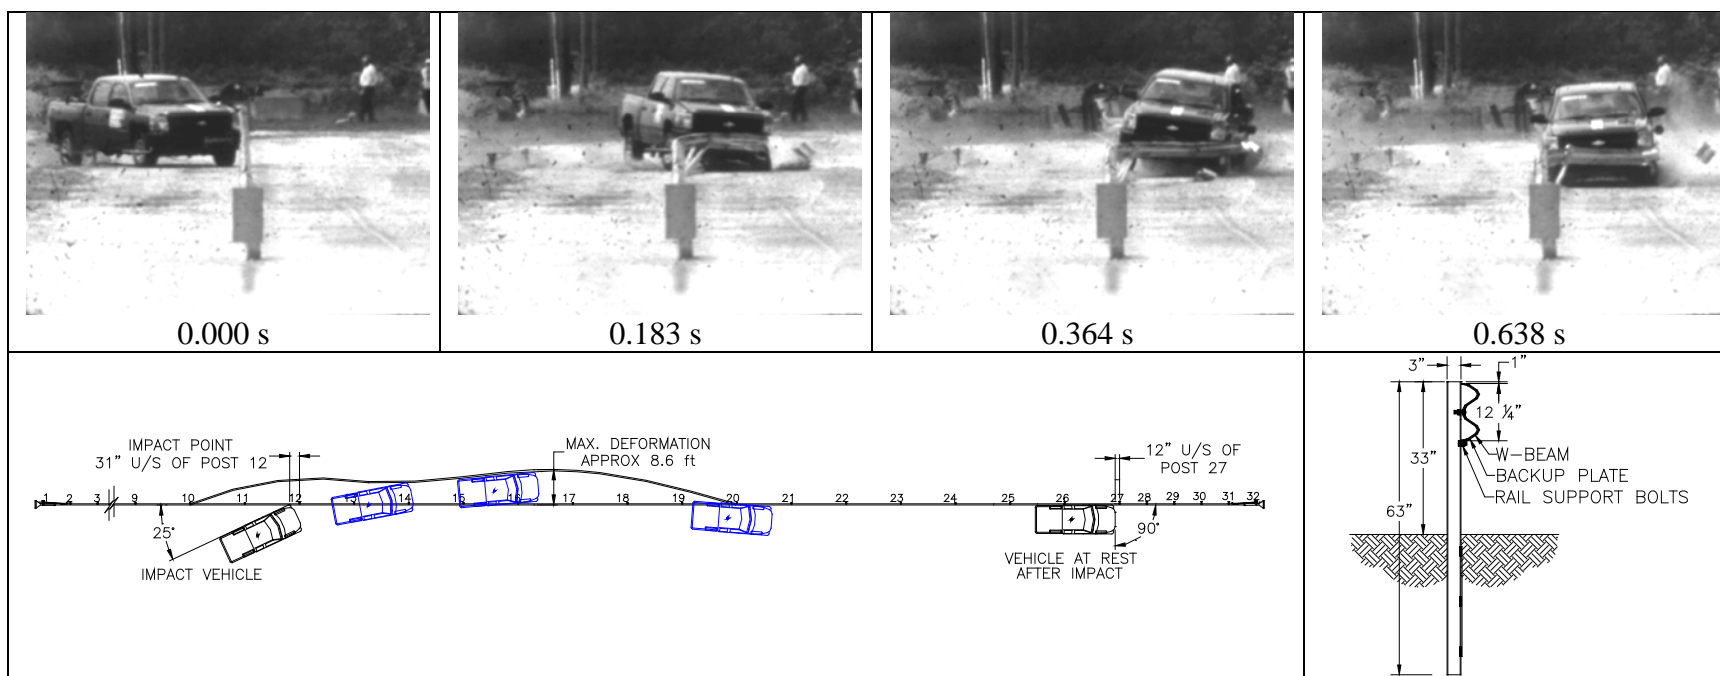 0.000 s
0.183 s
0.364 s
0.638 s
IMPACT POINT
31" U/S OF POST 12
MAX. DEFORMATION
APPROX 8.6 ft
12" U/S OF
POST 27
1 2 3 9 10 11 12 13 14 15 16 17 18 19 20 21 22 23 24 25 26 27 28 29 30 31 32
25°
90°
IMPACT VEHICLE
VEHICLE AT REST
AFTER IMPACT
3"
1"
12 ¼"
33"
63"
W-BEAM
BACKUP PLATE
RAIL SUPPORT BOLTS